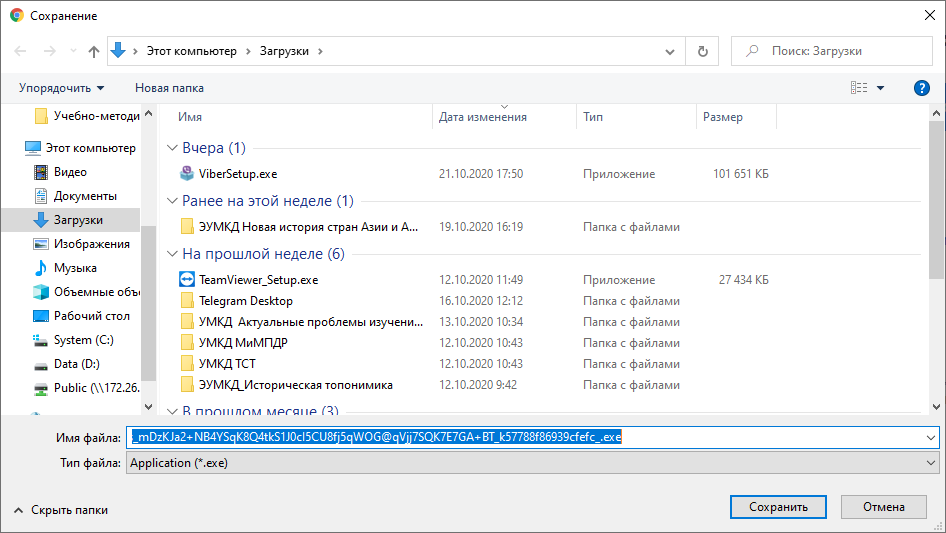 Сохранение
Этот компьютер > Загрузки >
Поиск: Загрузки
Упорядочить Новая папка
Учебно-методи
Этот компьютер
Видео
Документы
Загрузки
Изображения
Музыка
Объемные объ
Рабочий стол
System (C:)
Data (D:)
Public (\\172.26.
Имя Дата изменения Тип Размер
Вчера (1)
ViberSetup.exe 21.10.2020 17:50 Приложение 101 651 КБ
Ранее на этой неделе (1)
ЭУМКД Новая история стран Азии и А... 19.10.2020 16:19 Папка с файлами
На прошлой неделе (6)
TeamViewer_Setup.exe 12.10.2020 11:49 Приложение 27 434 КБ
Telegram Desktop 16.10.2020 12:12 Папка с файлами
УМКД Актуальные проблемы изучени... 13.10.2020 10:34 Папка с файлами
УМКД МиМПДР 12.10.2020 10:43 Папка с файлами
УМКД ТСТ 12.10.2020 10:43 Папка с файлами
ЭУМКД_Историческая топонимика 12.10.2020 9:42 Папка с файлами
В прошлом месяце (3)
Имя файла: _mDzKJa2+NB4YSqK8Q4tkS1J0cI5CU8fj5qWOG@qVjj7SQK7E7GA+BT_k57788f86939cfefc_.exe
Тип файла: Application (*.exe)
Скрыть папки
Сохранить Отмена